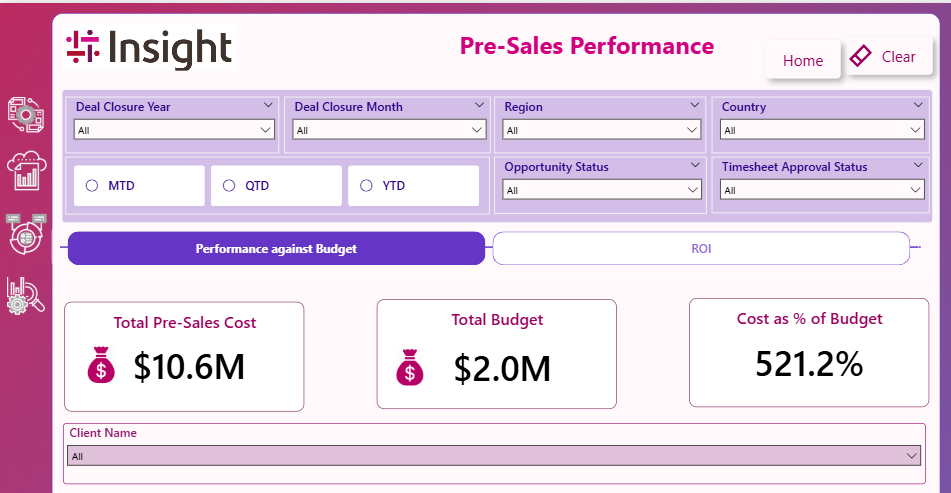 Insight
Pre-Sales Performance
Home
Clear
Deal Closure Year
All
Deal Closure Month
All
Region
All
Country
All
MTD
QTD
YTD
Opportunity Status
All
Timesheet Approval Status
All
Performance against Budget
ROI
Total Pre-Sales Cost
$
$10.6M
Total Budget
$
$2.0M
Cost as % of Budget
521.2%
Client Name
All